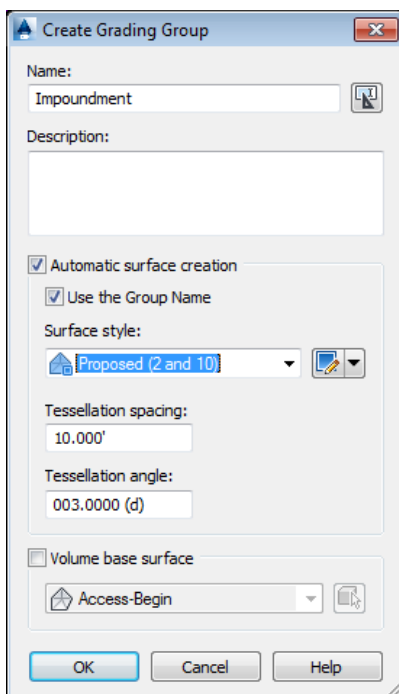 Create Grading Group
Name:
Impoundment
Description:
Automatic surface creation
Use the Group Name
Surface style:
Proposed (2 and 10)
Tessellation spacing:
10.000'
Tessellation angle:
003.0000 (d)
Volume base surface
Access-Begin
OK Cancel Help